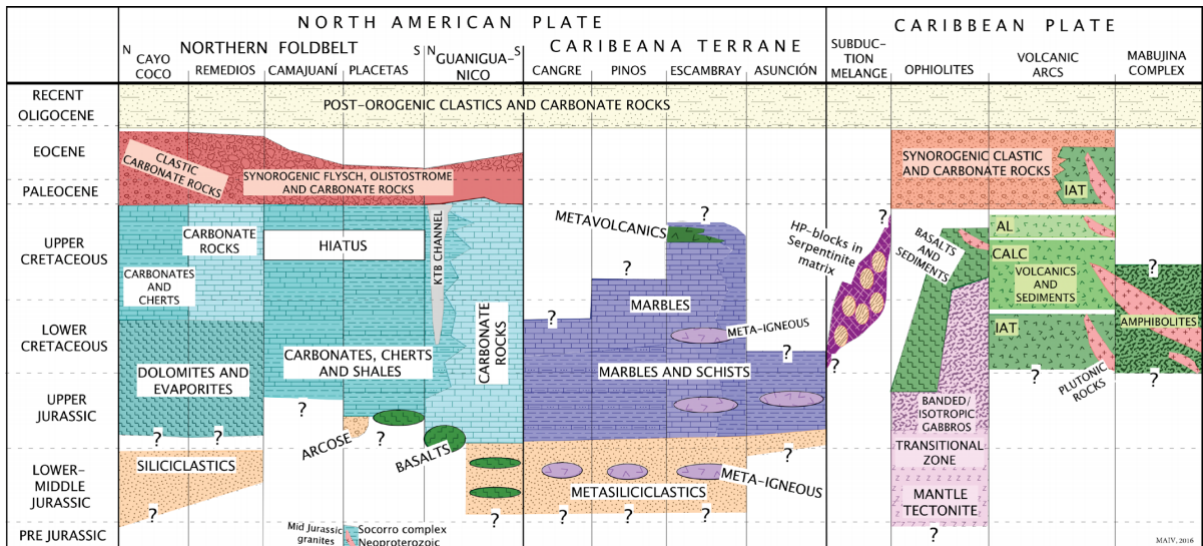 NORTH AMERICAN PLATE
CARIBBEAN PLATE
N
NORTHERN FOLDBELT
S
N
GUANIGUA-
NICO
S
CARIBEANA TERRANE
CAYO
COCO
REMEDIOS
CAMAJUANÍ
PLACETAS
CANGRE
PINOS
ESCAMBRAY
ASUNCIÓN
SUBDUC-
TION
MELANGE
OPHIOLITES
VOLCANIC
ARCS
MABUJINA
COMPLEX
RECENT
OLIGOCENE
POST-OROGENIC CLASTICS AND CARBONATE ROCKS
EOCENE
CLASTIC
CARBONATE ROCKS
SYNOROGENIC FLYSCH, OLISTOSTROME
AND CARBONATE ROCKS
SYNOROGENIC CLASTIC
AND CARBONATE ROCKS
IAT
PALEOCENE
UPPER
CRETACEOUS
CARBONATE
ROCKS
HIATUS
CARBONATES
AND
CHERTS
KTB CHANNEL
METAVOLCANICS
?
?
MARBLES
HP-blocks in
Serpentinite
matrix
?
BASALTS
AND
SEDIMENTS
AL
CALC
VOLCANICS
AND
SEDIMENTS
?
LOWER
CRETACEOUS
CARBONATE
ROCKS
?
META-IGNEOUS
?
IAT
AMPHIBOLITES
DOLOMITES AND
EVAPORITES
CARBONATES, CHERTS
AND SHALES
MARBLES AND SCHISTS
?
?
PLUTONIC
ROCKS
?
UPPER
JURASSIC
?
?
?
ARCOSE
?
BASALTS
BANDED/
ISOTROPIC
GABBROS
?
LOWER-
MIDDLE
JURASSIC
SILICICLASTICS
META-IGNEOUS
METASILICICLASTICS
TRANSITIONAL
ZONE
MANTLE
TECTONITE
?
?
?
?
?
?
PRE JURASSIC
Mid Jurassic
granites
Socorro complex
Neoproterozoic
MAIV, 2016